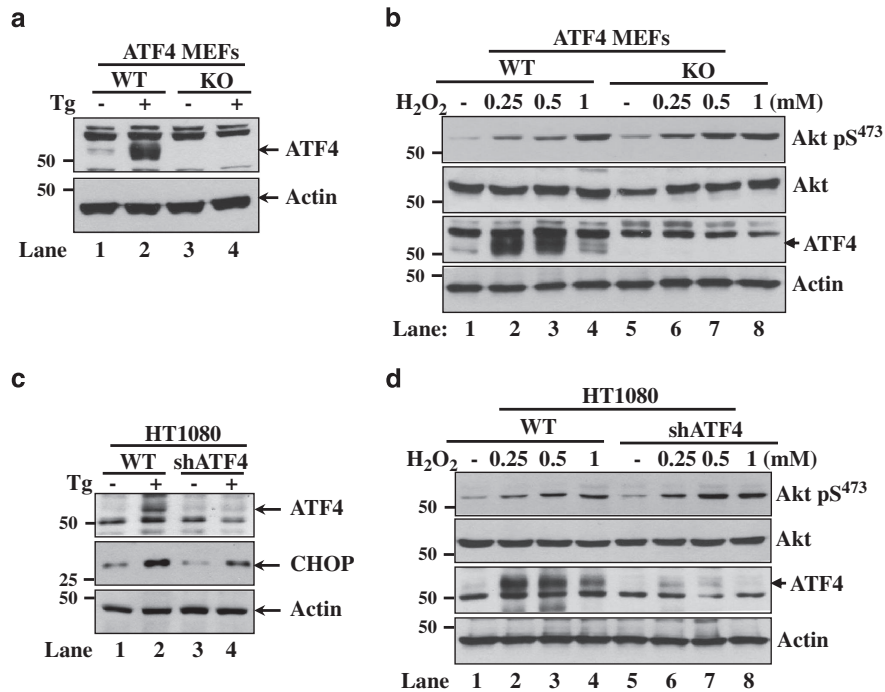 a
ATF4 MEFs
WT KO
Tg - + - +
50 ATF4
50 Actin
Lane 1 2 3 4
b
ATF4 MEFs
WT KO
H2O2 - 0.25 0.5 1 - 0.25 0.5 1 (mM)
50 Akt pS473
50 Akt
50 ATF4
50 Actin
Lane: 1 2 3 4 5 6 7 8
c
HT1080
WT shATF4
Tg - + - +
50 ATF4
25 CHOP
50 Actin
Lane 1 2 3 4
d
HT1080
WT shATF4
H2O2 - 0.25 0.5 1 - 0.25 0.5 1 (mM)
50 Akt pS473
50 Akt
50 ATF4
50 Actin
Lane 1 2 3 4 5 6 7 8